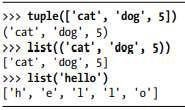 >>> tuple(['cat', 'dog', 5])
('cat', 'dog', 5)
>>> list(('cat', 'dog', 5))
['cat', 'dog', 5]
>>> list('hello')
['h', 'e', 'l', 'l', 'o']